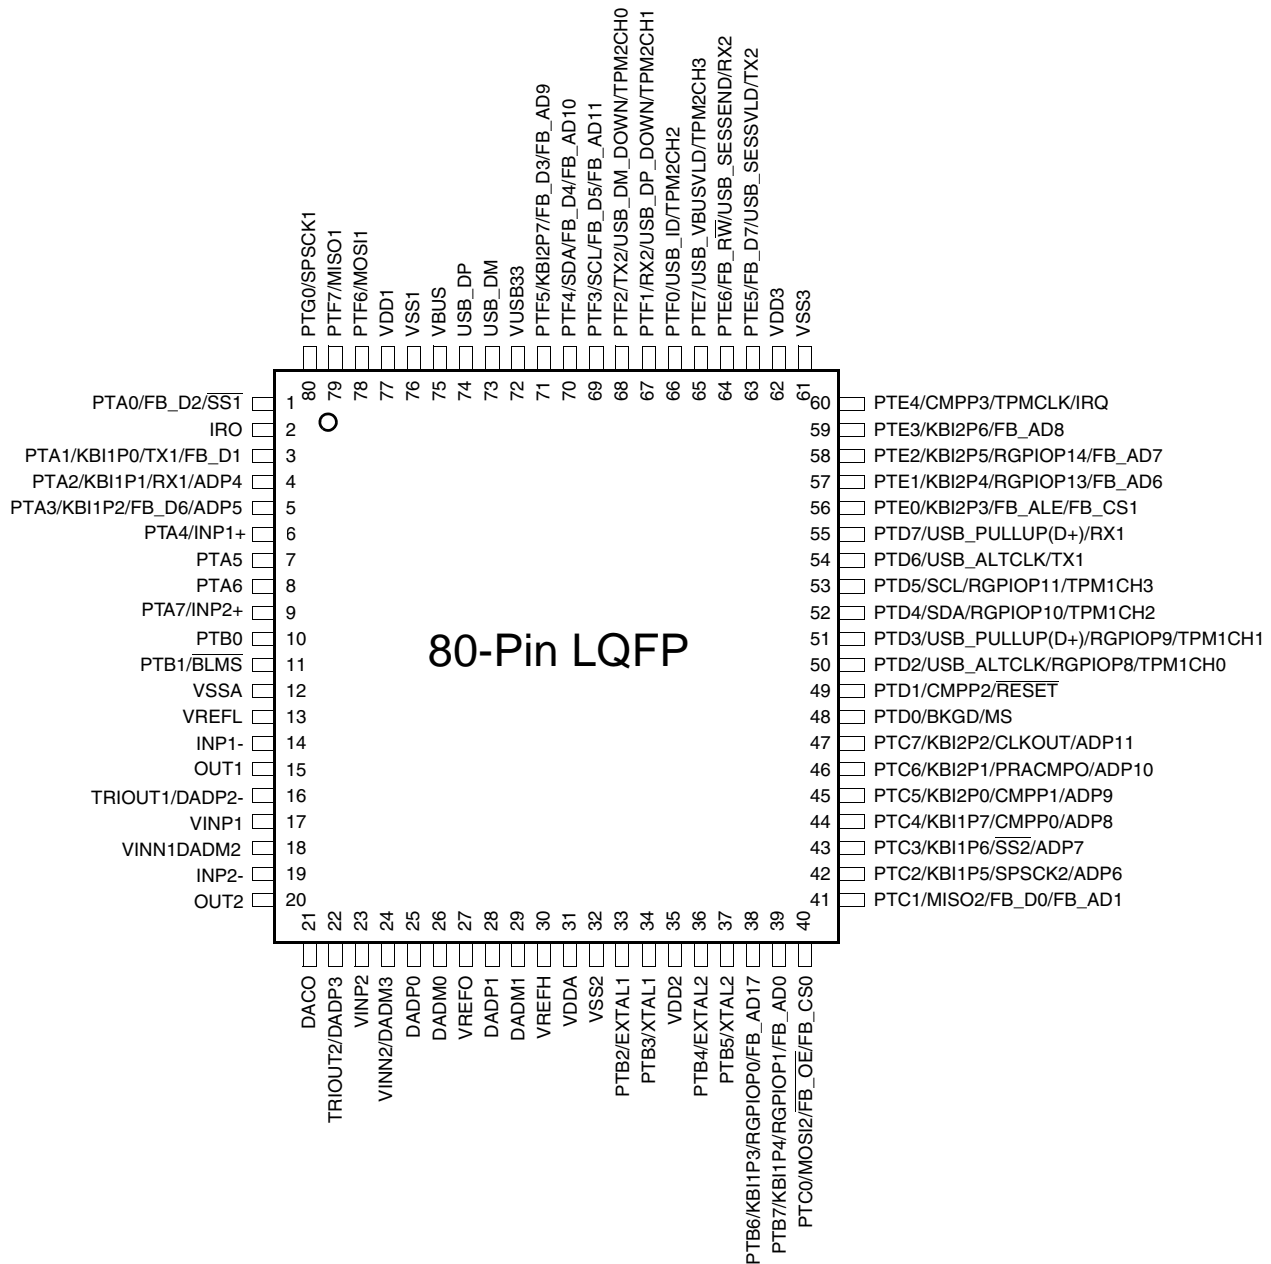 PTG0/SPSCK1
PTF7/MISO1
PTF6/MOSI1
VDD1
VSS1
VBUS
USB_DP
USB_DM
VUSB33
PTF5/KBI2P7/FB_D3/FB_AD9
PTF4/SDA/FB_D4/FB_AD10
PTF3/SCL/FB_D5/FB_AD11
PTF2/TX2/USB_DM_DOWN/TPM2CH0
PTF1/RX2/USB_DP_DOWN/TPM2CH1
PTF0/USB_ID/TPM2CH2
PTE7/USB_VBUSVLD/TPM2CH3
PTE6/FB_RW/USB_SESSEND/RX2
PTE5/FB_D7/USB_SESSVLD/TX2
VDD3
VSS3
80 79 78 77 76 75 74 73 72 71 70 69 68 67 66 65 64 63 62 61
PTA0/FB_D2/SS1 1
IRO 2
PTA1/KBI1P0/TX1/FB_D1 3
PTA2/KBI1P1/RX1/ADP4 4
PTA3/KBI1P2/FB_D6/ADP5 5
PTA4/INP1+ 6
PTA5 7
PTA6 8
PTA7/INP2+ 9
PTB0 10
PTB1/BLMS 11
VSSA 12
VREFL 13
INP1- 14
OUT1 15
TRIOUT1/DADP2- 16
VINP1 17
VINN1DADM2 18
INP2- 19
OUT2 20
80-Pin LQFP
60 PTE4/CMPP3/TPMCLK/IRQ
59 PTE3/KBI2P6/FB_AD8
58 PTE2/KBI2P5/RGPIOP14/FB_AD7
57 PTE1/KBI2P4/RGPIOP13/FB_AD6
56 PTE0/KBI2P3/FB_ALE/FB_CS1
55 PTD7/USB_PULLUP(D+)/RX1
54 PTD6/USB_ALTCLK/TX1
53 PTD5/SCL/RGPIOP11/TPM1CH3
52 PTD4/SDA/RGPIOP10/TPM1CH2
51 PTD3/USB_PULLUP(D+)/RGPIOP9/TPM1CH1
50 PTD2/USB_ALTCLK/RGPIOP8/TPM1CH0
49 PTD1/CMPP2/RESET
48 PTD0/BKGD/MS
47 PTC7/KBI2P2/CLKOUT/ADP11
46 PTC6/KBI2P1/PRACMPO/ADP10
45 PTC5/KBI2P0/CMPP1/ADP9
44 PTC4/KBI1P7/CMPP0/ADP8
43 PTC3/KBI1P6/SS2/ADP7
42 PTC2/KBI1P5/SPSCK2/ADP6
41 PTC1/MISO2/FB_D0/FB_AD1
21 22 23 24 25 26 27 28 29 30 31 32 33 34 35 36 37 38 39 40
DACO
TRIOUT2/DADP3
VINP2
VINN2/DADM3
DADP0
DADM0
VREFO
DADP1
DADM1
VREFH
VDDA
VSS2
PTB2/EXTAL1
PTB3/XTAL1
VDD2
PTB4/EXTAL2
PTB5/XTAL2
PTB6/KBI1P3/RGPIOP0/FB_AD17
PTB7/KBI1P4/RGPIOP1/FB_AD0
PTC0/MOSI2/FB_OE/FB_CS0